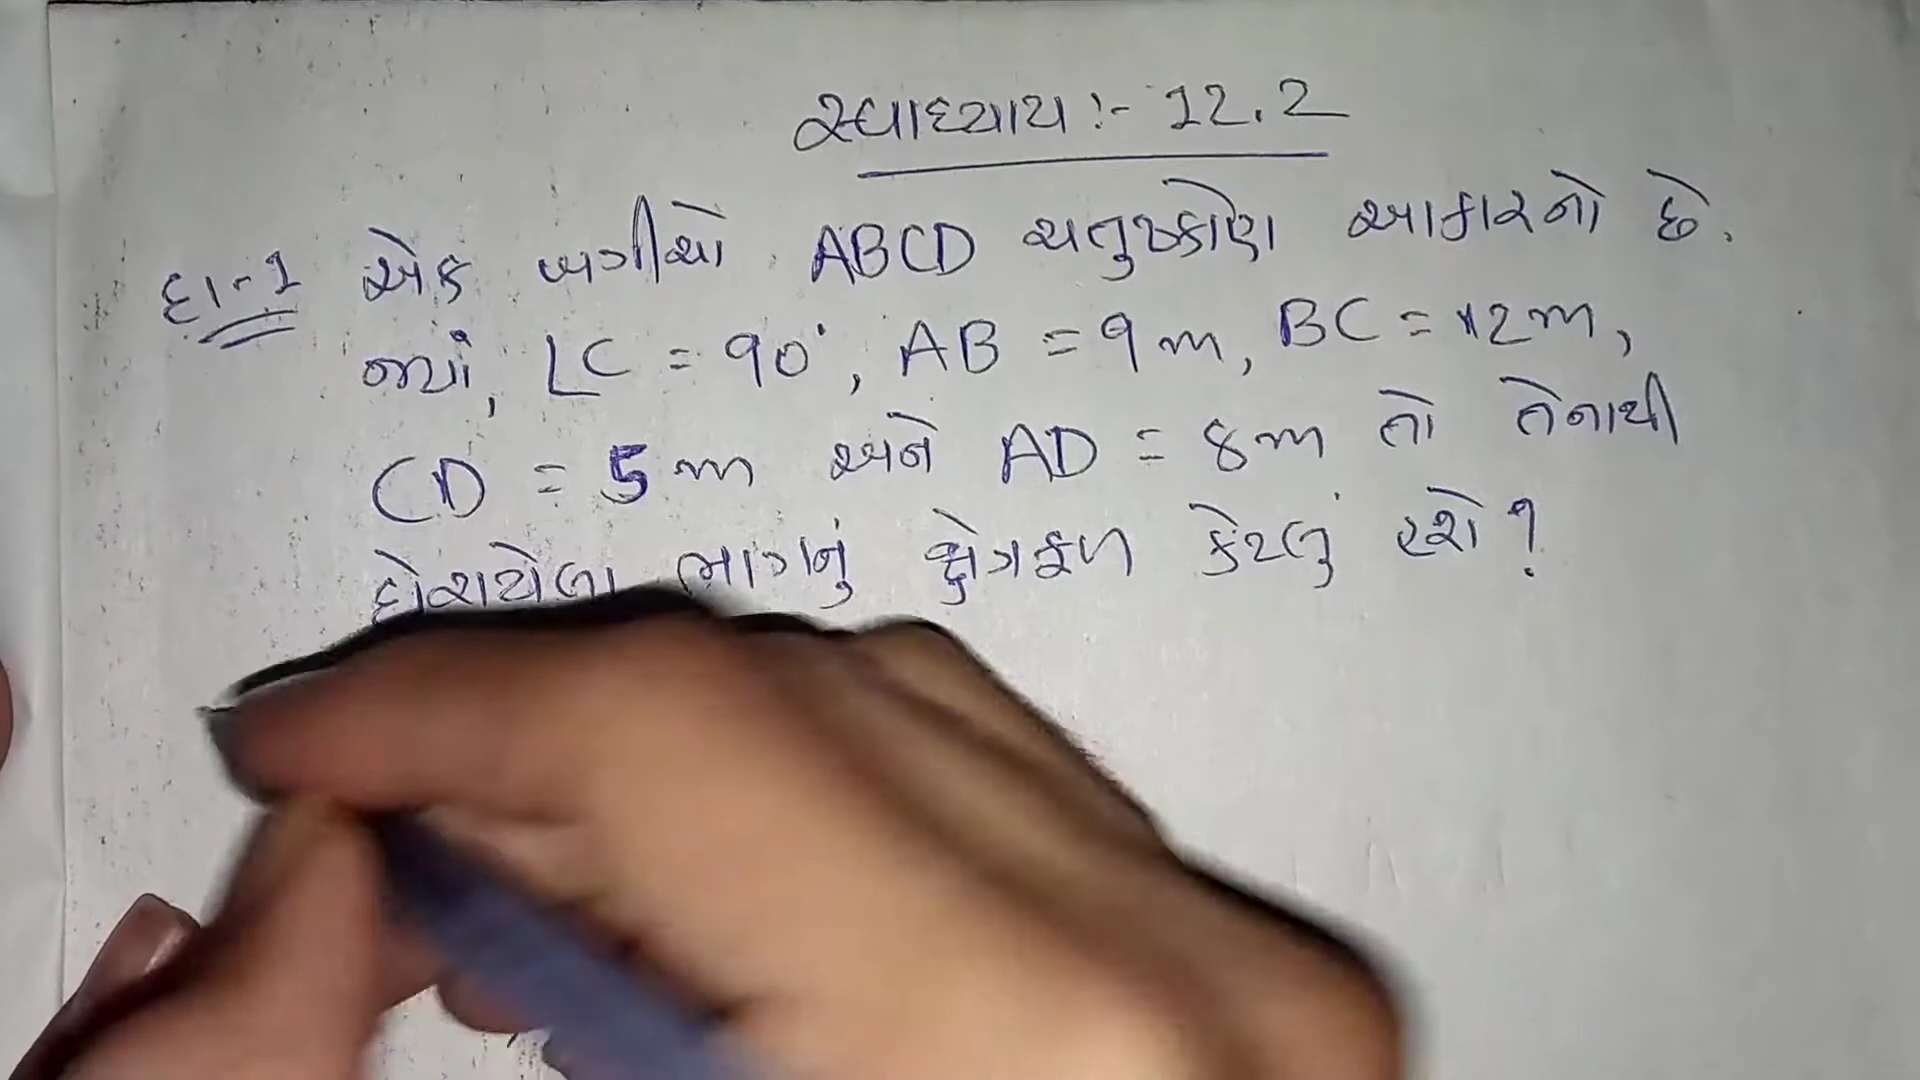 સ્વાધ્યાય :- 12.2
દા-1 એક બગીચો ABCD ચતુષ્કોણ આકારનો છે.
જ્યાં, ∠C = 90°, AB = 9 m, BC = 12 m,
CD = 5 m અને AD = 8 m તો તેનાથી
ઘેરાયેલા ભાગનું ક્ષેત્રફળ કેટલુ હશે?